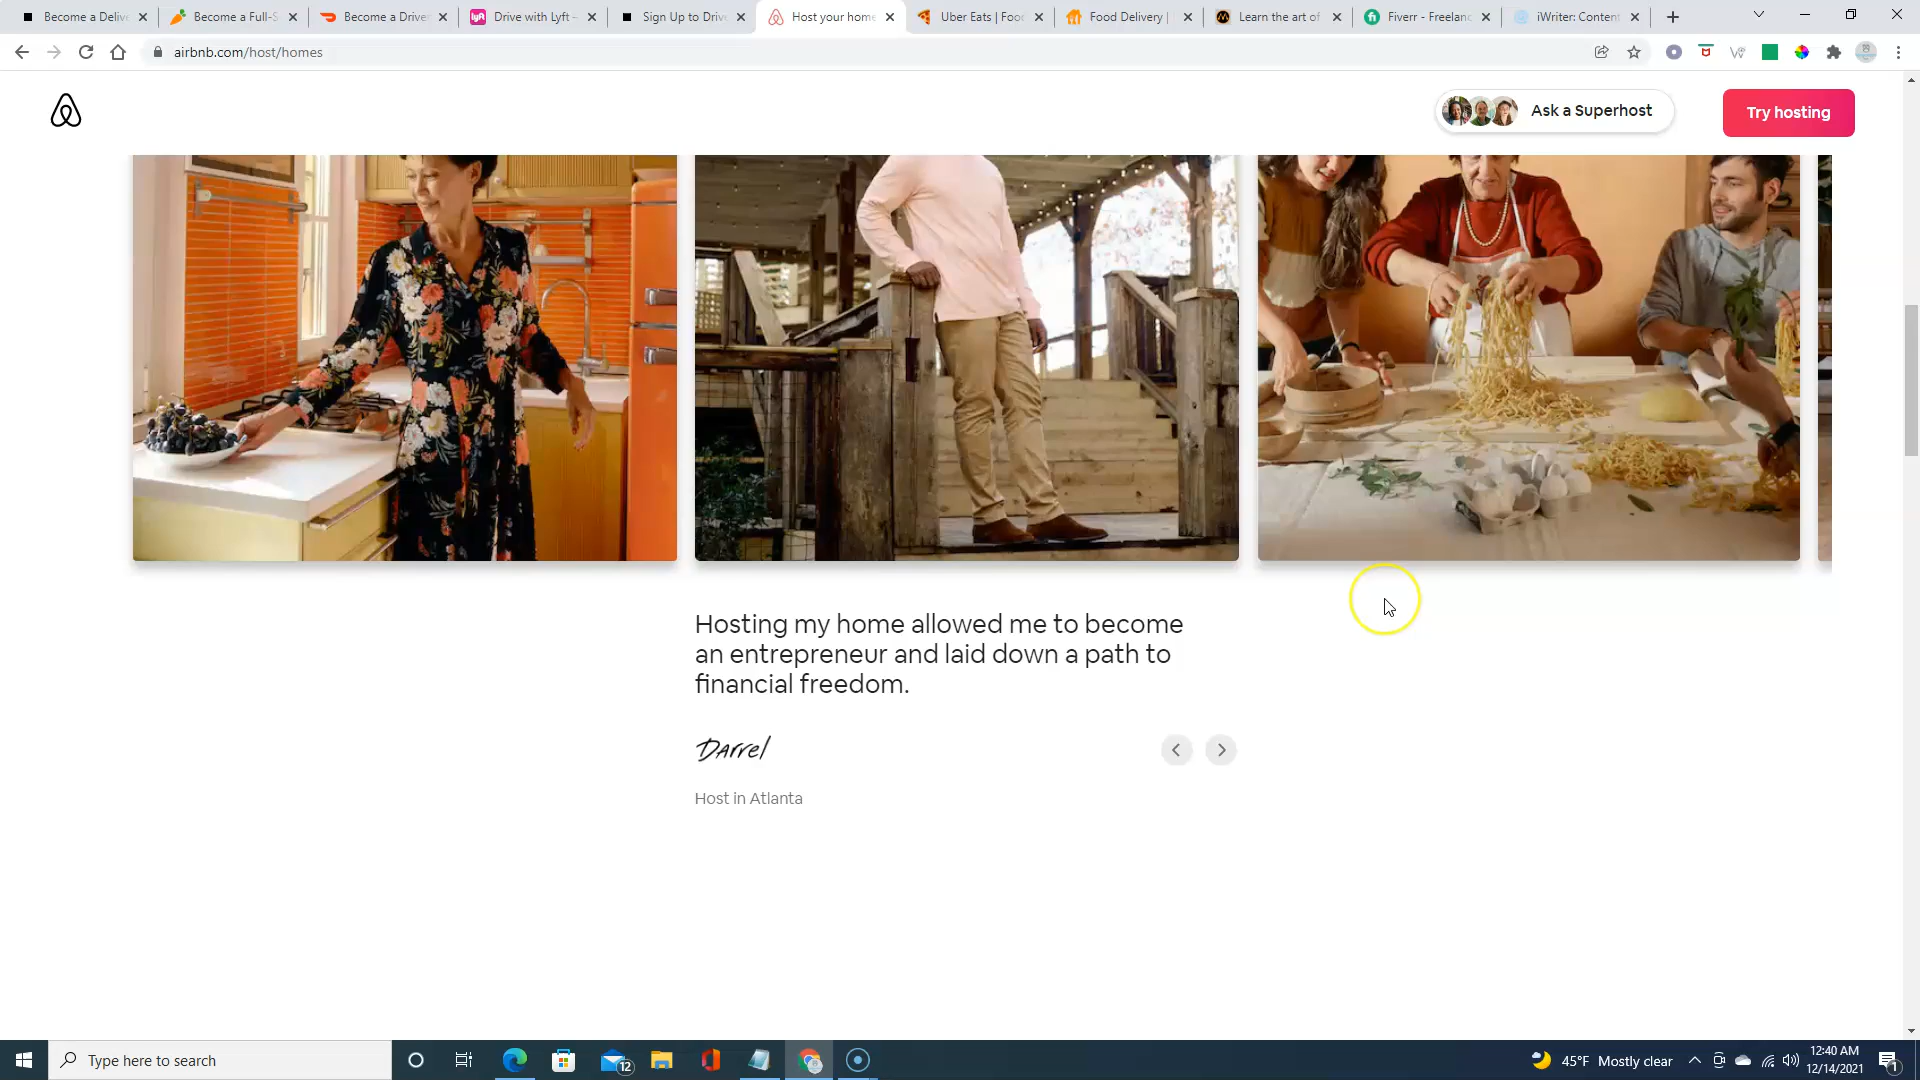 Become a Delive
Become a Full-S
Become a Drive
Drive with Lyft -
Sign Up to Driv
Host your home
Uber Eats | Foo
Food Delivery |
Learn the art of
Fiverr - Freelan
iWriter: Content
airbnb.com/host/homes
Ask a Superhost
Try hosting
Hosting my home allowed me to become
an entrepreneur and laid down a path to
financial freedom.
Darrel
Host in Atlanta
Type here to search
12
45°F Mostly clear
12:40 AM
12/14/2021
1